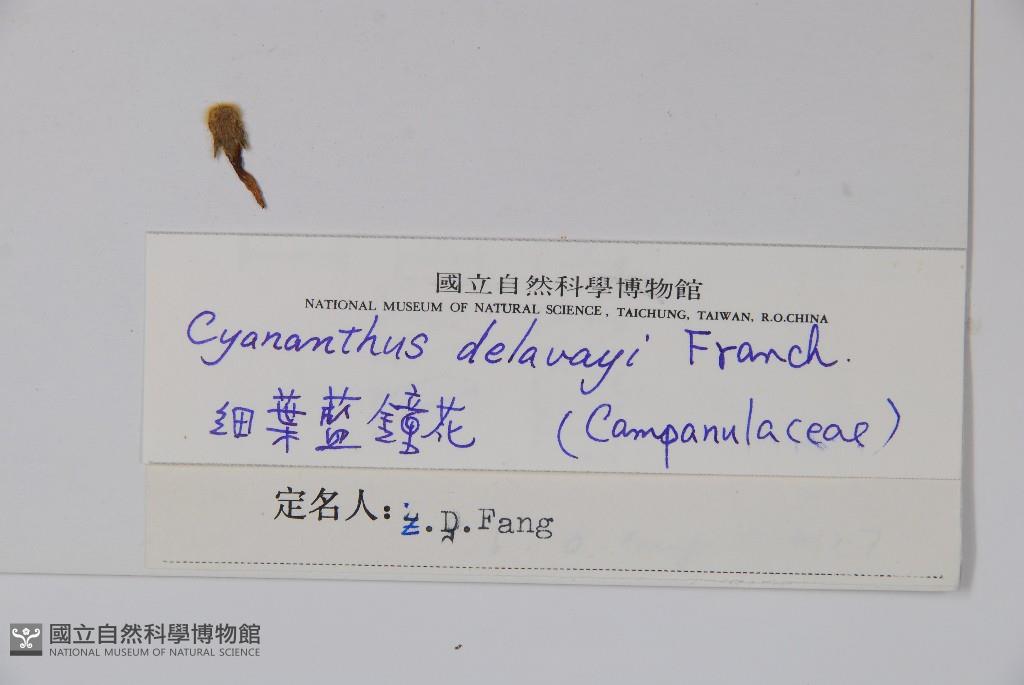 國立自然科學博物館
NATIONAL MUSEUM OF NATURAL SCIENCE, TAICHUNG, TAIWAN, R.O.CHINA
Cyananthus delavayi Franch.
細葉藍鐘花 (Campanulaceae)
定名人：Z.D.Fang
國立自然科學博物館
NATIONAL MUSEUM OF NATURAL SCIENCE